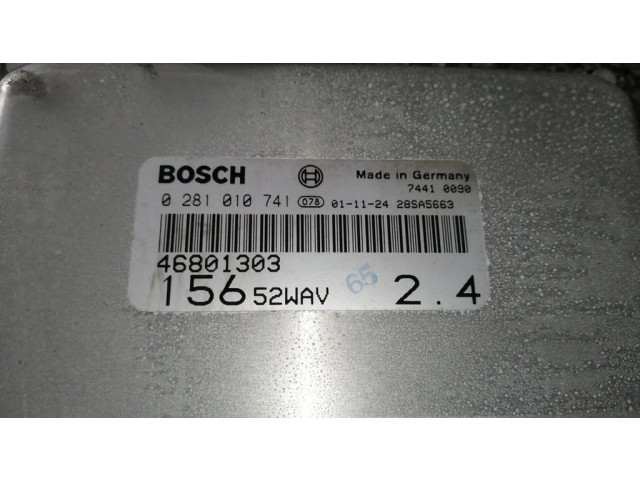 BOSCH Made in Germany
7441 0090
0 281 010 741 078 01-11-24 28SA5663
46801303
65
156 52WAV 2.4